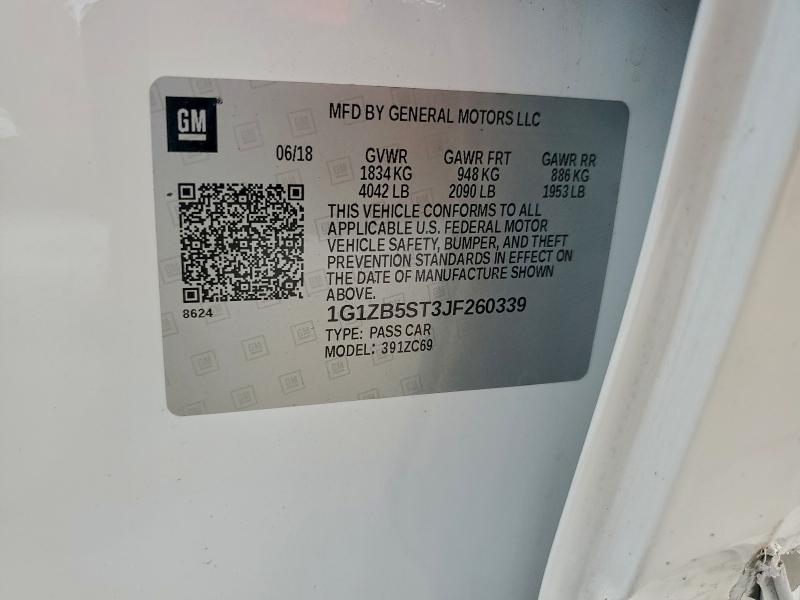 GM
MFD BY GENERAL MOTORS LLC
06/18 GVWR GAWR FRT GAWR RR
1834 KG 948 KG 886 KG
4042 LB 2090 LB 1953 LB
THIS VEHICLE CONFORMS TO ALL
APPLICABLE U.S. FEDERAL MOTOR
VEHICLE SAFETY, BUMPER, AND THEFT
PREVENTION STANDARDS IN EFFECT ON
THE DATE OF MANUFACTURE SHOWN
ABOVE.
8624
1G1ZB5ST3JF260339
TYPE: PASS CAR
MODEL: 391ZC69